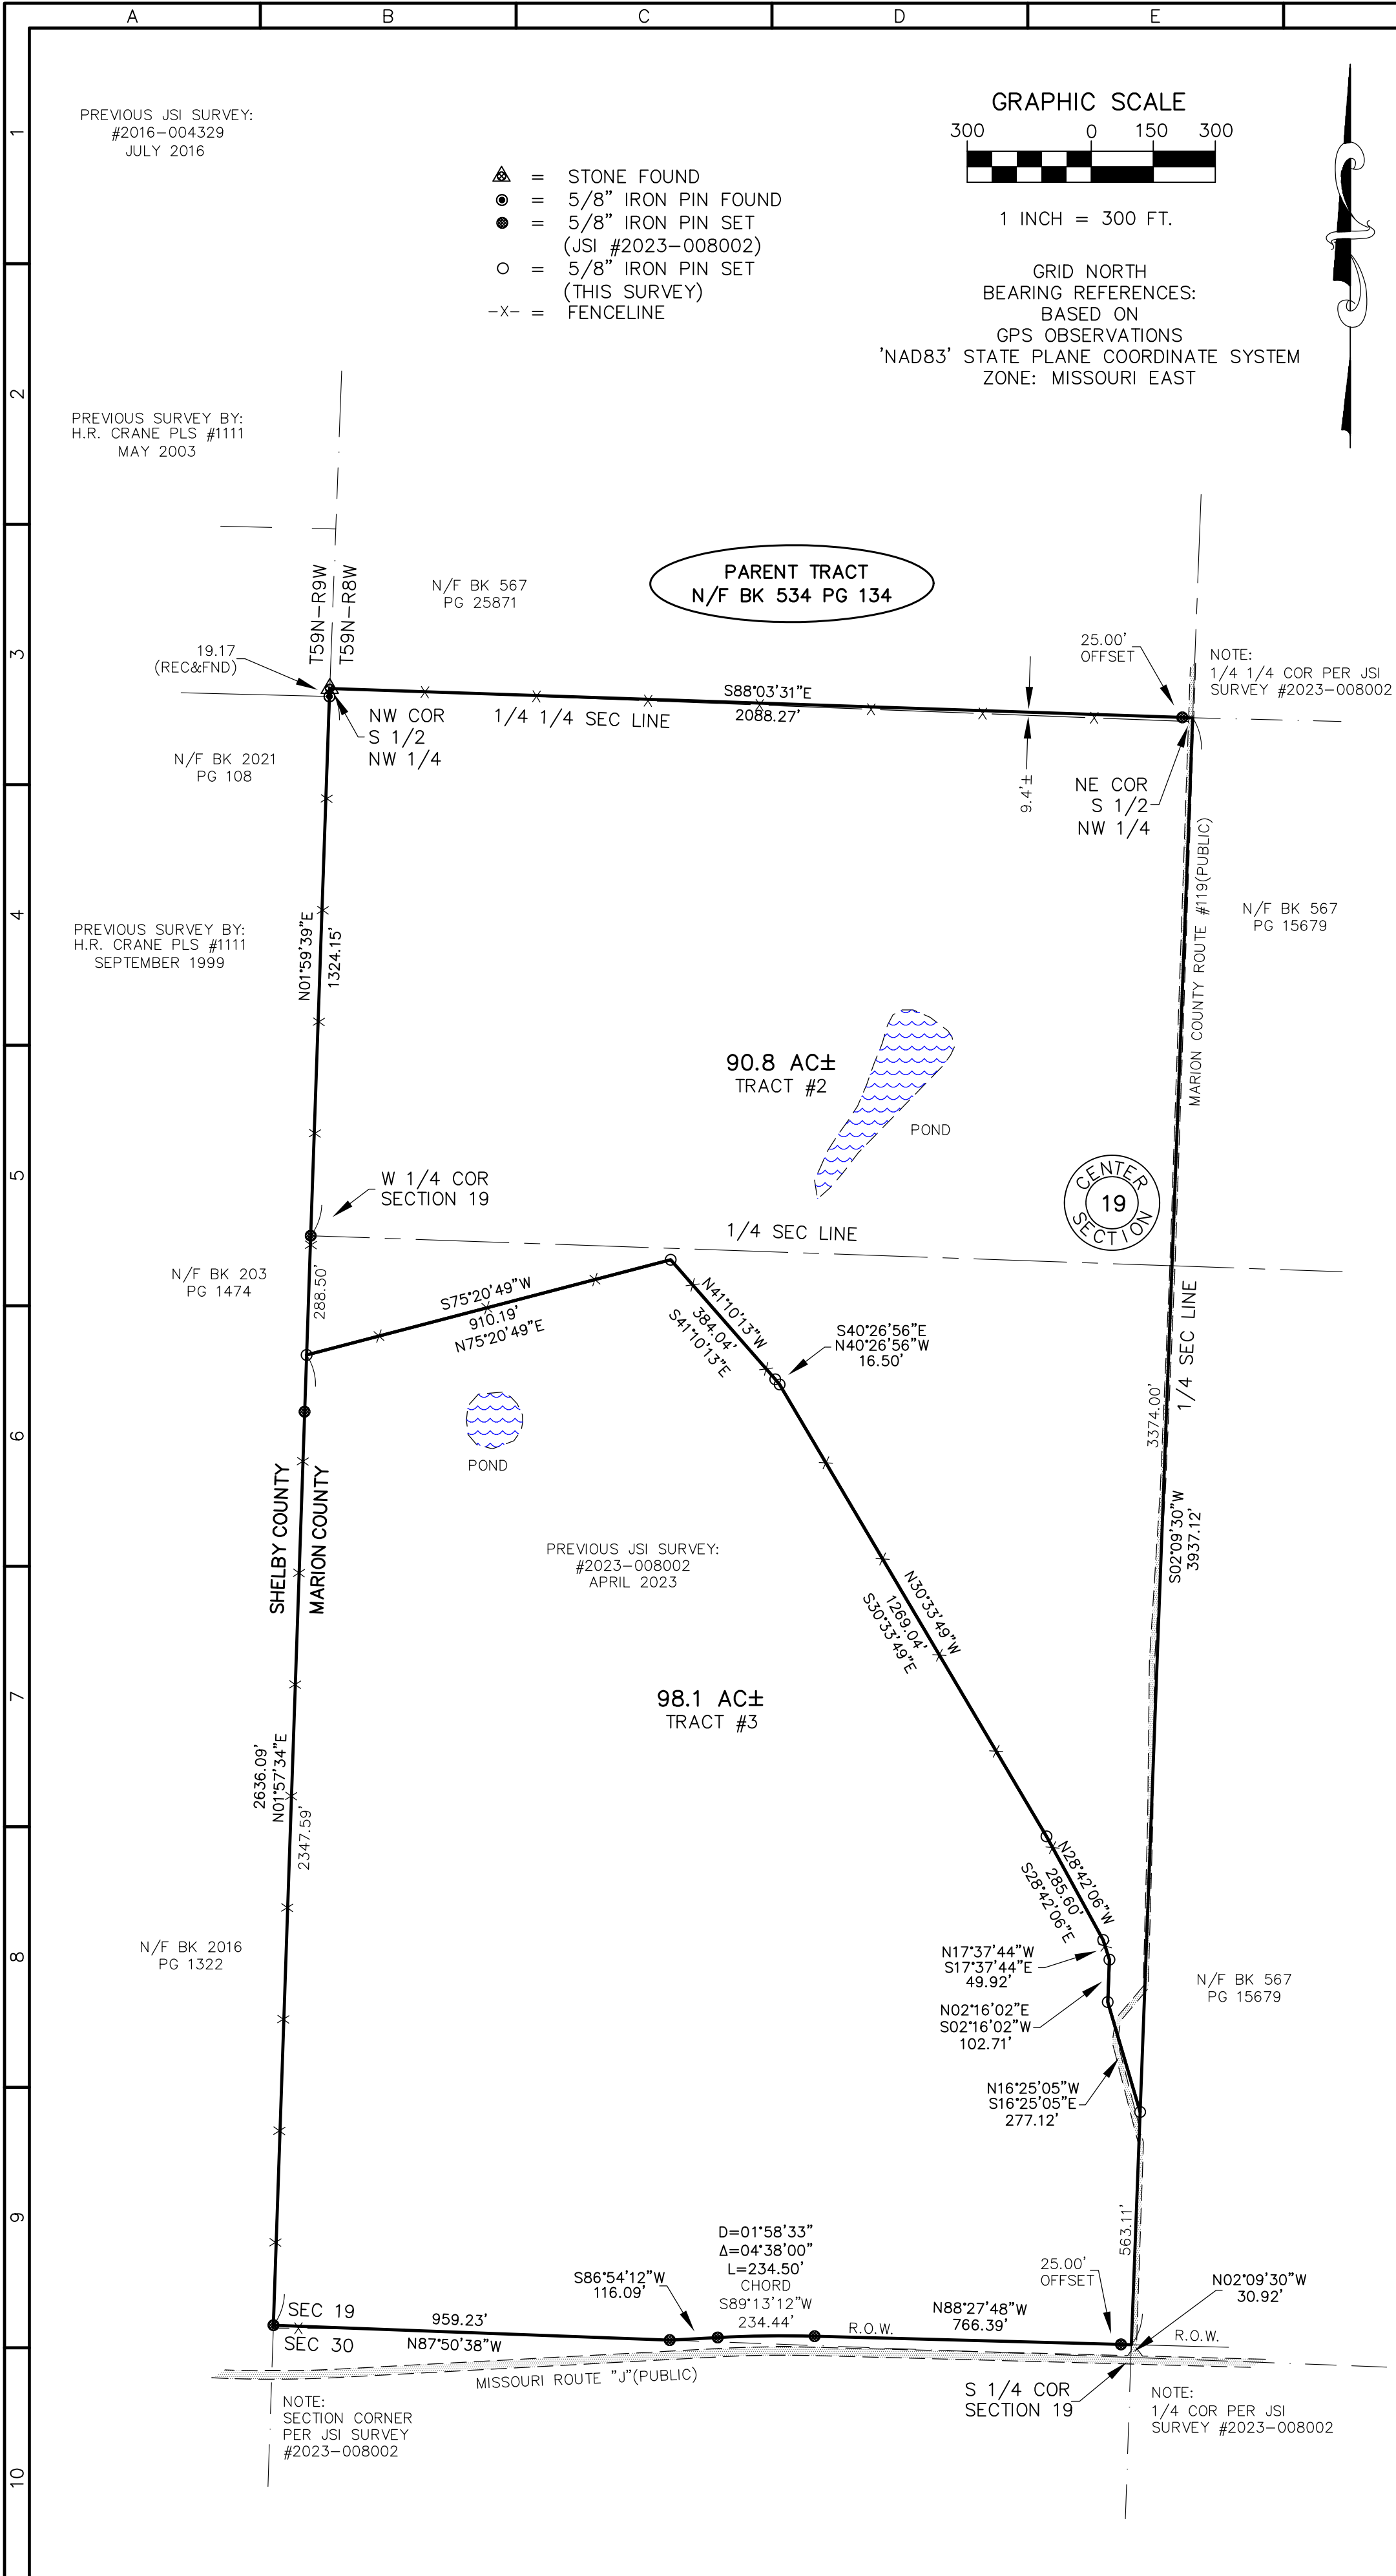 A
B
C
D
E
1
2
3
4
5
6
7
8
9
10
PREVIOUS JSI SURVEY:
#2016-004329
JULY 2016
= STONE FOUND
= 5/8" IRON PIN FOUND
= 5/8" IRON PIN SET
(JSI #2023-008002)
= 5/8" IRON PIN SET
(THIS SURVEY)
-X- = FENCELINE
GRAPHIC SCALE
300 0 150 300
1 INCH = 300 FT.
GRID NORTH
BEARING REFERENCES:
BASED ON
GPS OBSERVATIONS
'NAD83' STATE PLANE COORDINATE SYSTEM
ZONE: MISSOURI EAST
PREVIOUS SURVEY BY:
H.R. CRANE PLS #1111
MAY 2003
T59N-R9W
T59N-R8W
N/F BK 567
PG 25871
PARENT TRACT
N/F BK 534 PG 134
19.17
(REC&FND)
25.00'
OFFSET
NOTE:
1/4 1/4 COR PER JSI
SURVEY #2023-008002
NW COR
S 1/2
NW 1/4
1/4 1/4 SEC LINE
S88°03'31"E
2088.27'
9.4'±
NE COR
S 1/2
NW 1/4
N/F BK 2021
PG 108
MARION COUNTY ROUTE #119(PUBLIC)
N/F BK 567
PG 15679
PREVIOUS SURVEY BY:
H.R. CRANE PLS #1111
SEPTEMBER 1999
N01°59'39"E
1324.15'
90.8 AC±
TRACT #2
POND
W 1/4 COR
SECTION 19
CENTER
19
SECTION
1/4 SEC LINE
N/F BK 203
PG 1474
288.50'
S75°20'49"W
910.19'
N75°20'49"E
N41°10'13"W
384.04'
S41°10'13"E
S40°26'56"E
N40°26'56"W
16.50'
1/4 SEC LINE
3374.00'
S02°09'30"W
3937.12'
POND
SHELBY COUNTY
MARION COUNTY
PREVIOUS JSI SURVEY:
#2023-008002
APRIL 2023
N30°33'49"W
1269.04'
S30°33'49"E
98.1 AC±
TRACT #3
2636.09'
N01°57'34"E
2347.59'
N28°42'06"W
285.60'
S28°42'06"E
N/F BK 2016
PG 1322
N17°37'44"W
S17°37'44"E
49.92'
N02°16'02"E
S02°16'02"W
102.71'
N/F BK 567
PG 15679
N16°25'05"W
S16°25'05"E
277.12'
563.11'
D=01°58'33"
Δ=04°38'00"
L=234.50'
CHORD
S89°13'12"W
234.44'
S86°54'12"W
116.09'
25.00'
OFFSET
N02°09'30"W
30.92'
SEC 19
SEC 30
959.23'
N87°50'38"W
R.O.W.
N88°27'48"W
766.39'
R.O.W.
MISSOURI ROUTE "J"(PUBLIC)
S 1/4 COR
SECTION 19
NOTE:
SECTION CORNER
PER JSI SURVEY
#2023-008002
NOTE:
1/4 COR PER JSI
SURVEY #2023-008002